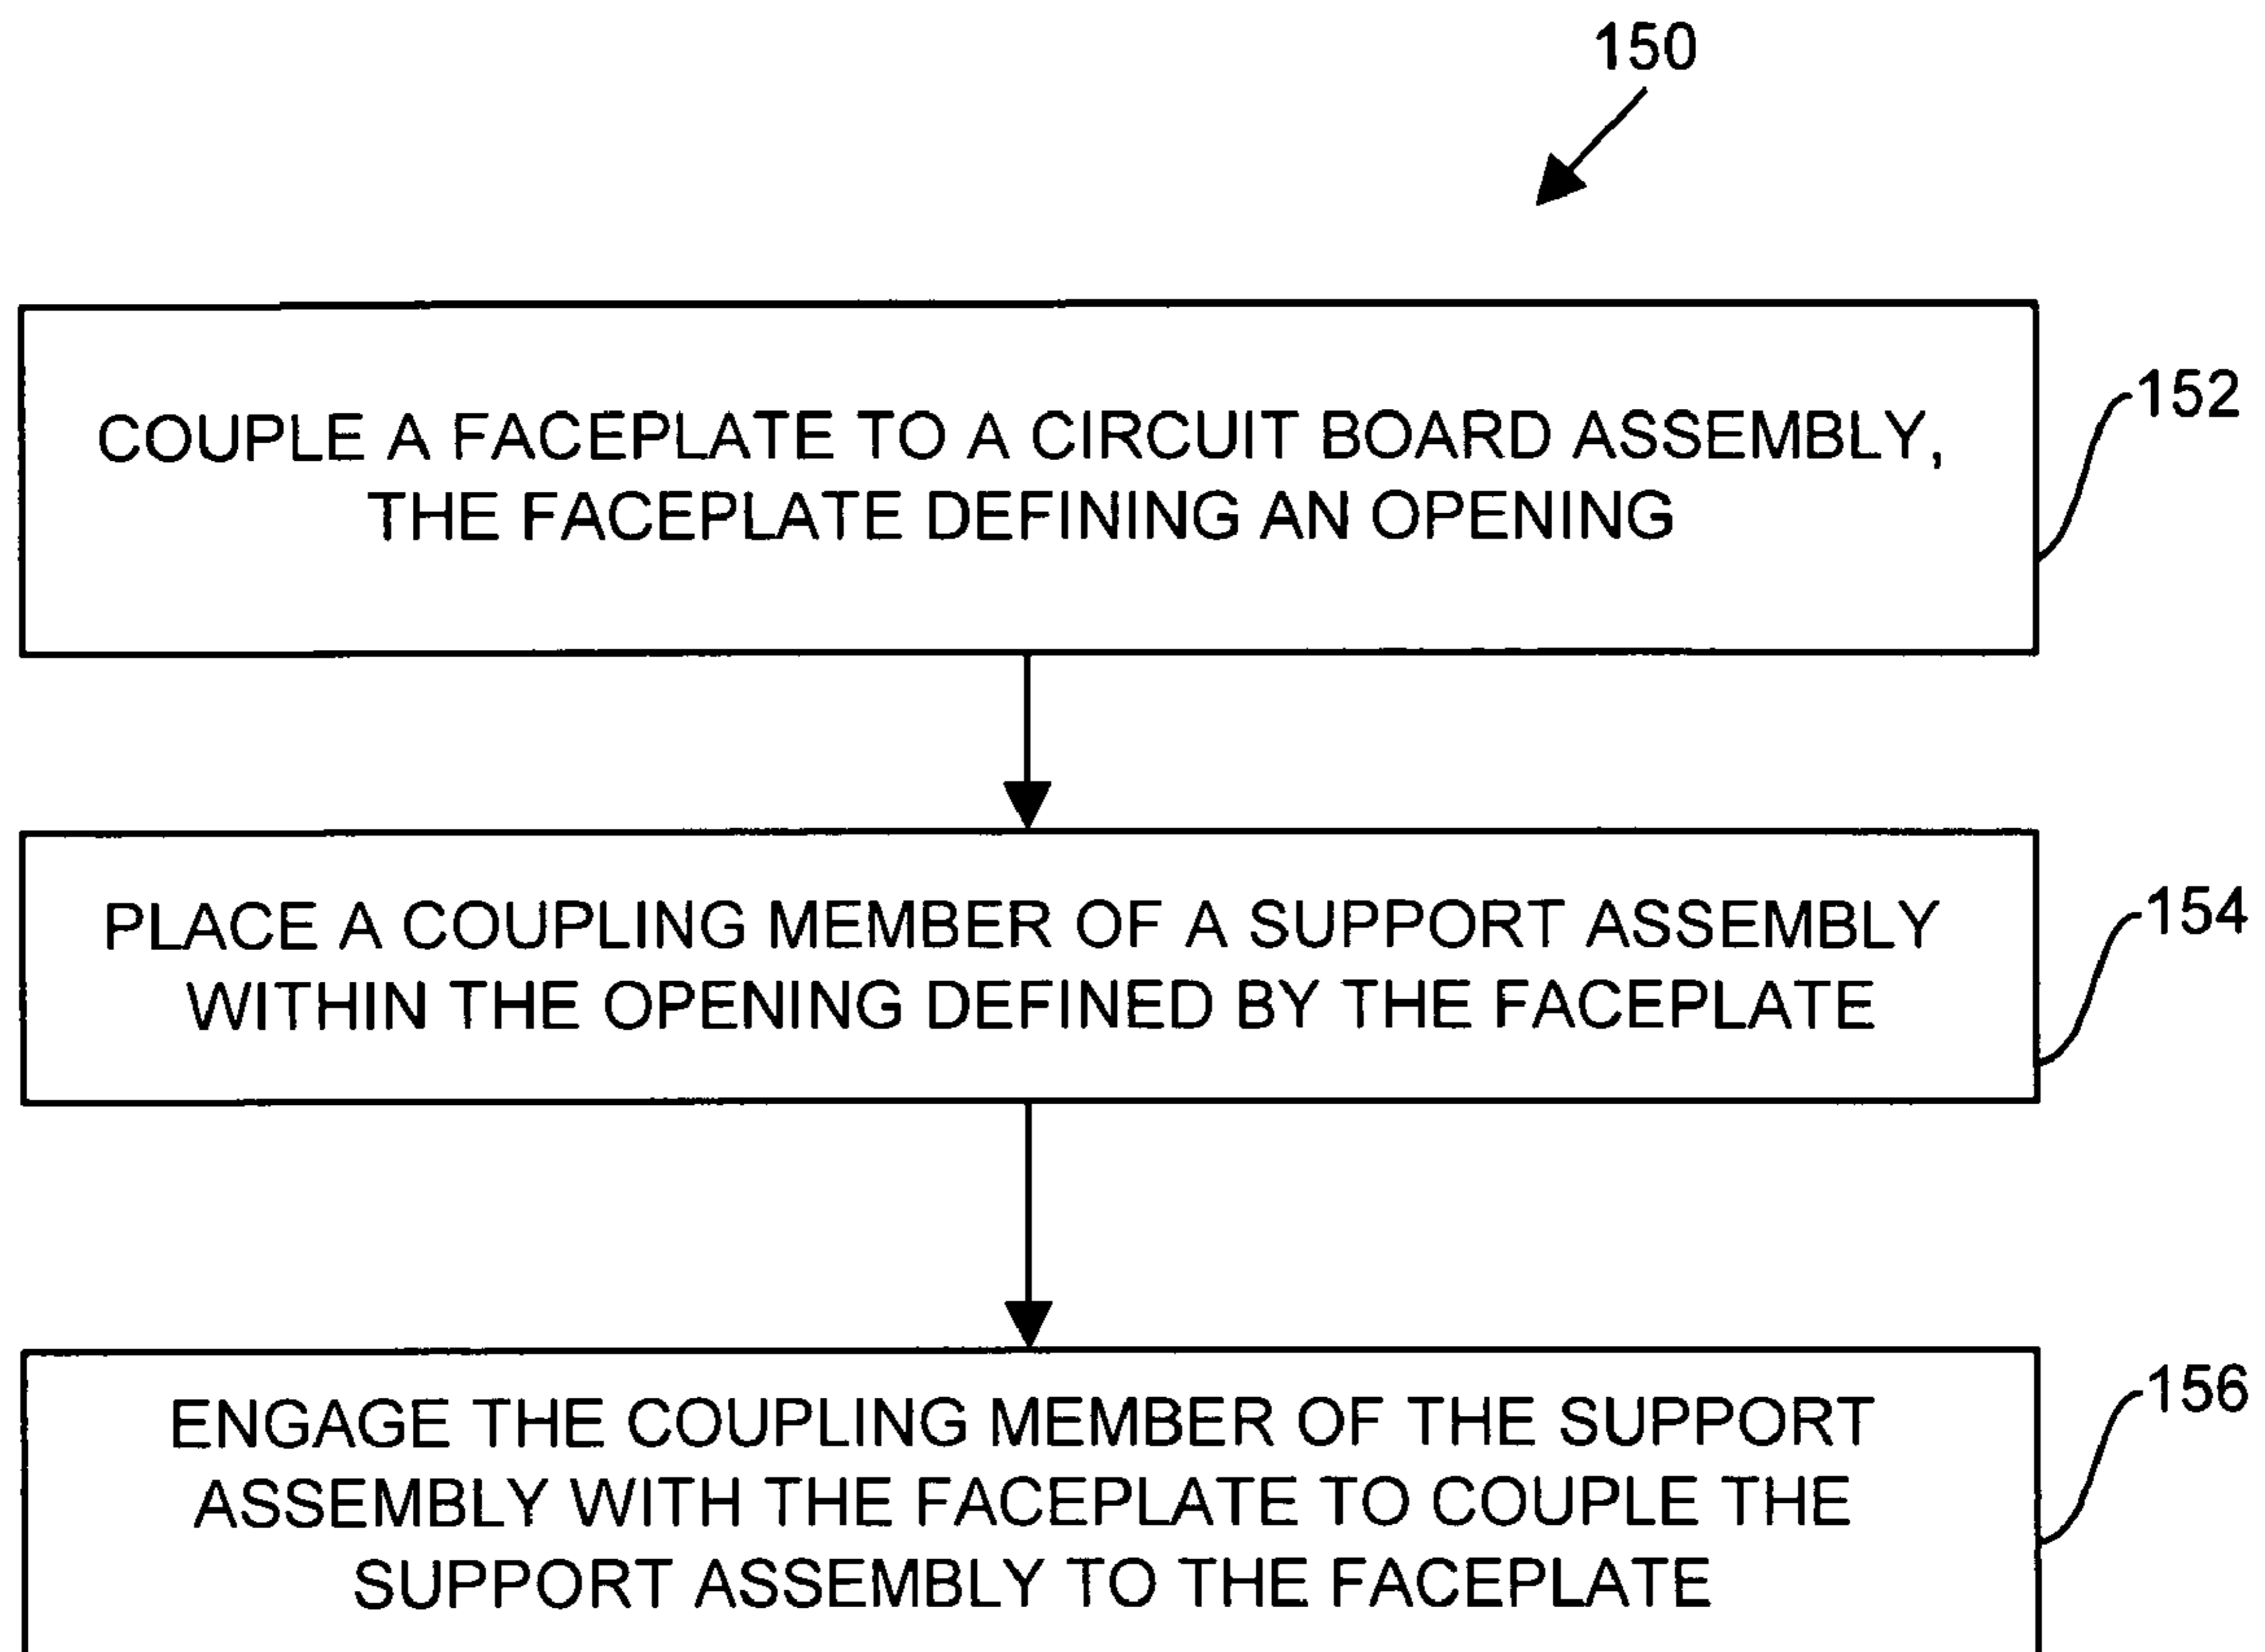 150
COUPLE A FACEPLATE TO A CIRCUIT BOARD ASSEMBLY,
THE FACEPLATE DEFINING AN OPENING
152
PLACE A COUPLING MEMBER OF A SUPPORT ASSEMBLY
WITHIN THE OPENING DEFINED BY THE FACEPLATE
154
ENGAGE THE COUPLING MEMBER OF THE SUPPORT
ASSEMBLY WITH THE FACEPLATE TO COUPLE THE
SUPPORT ASSEMBLY TO THE FACEPLATE
156